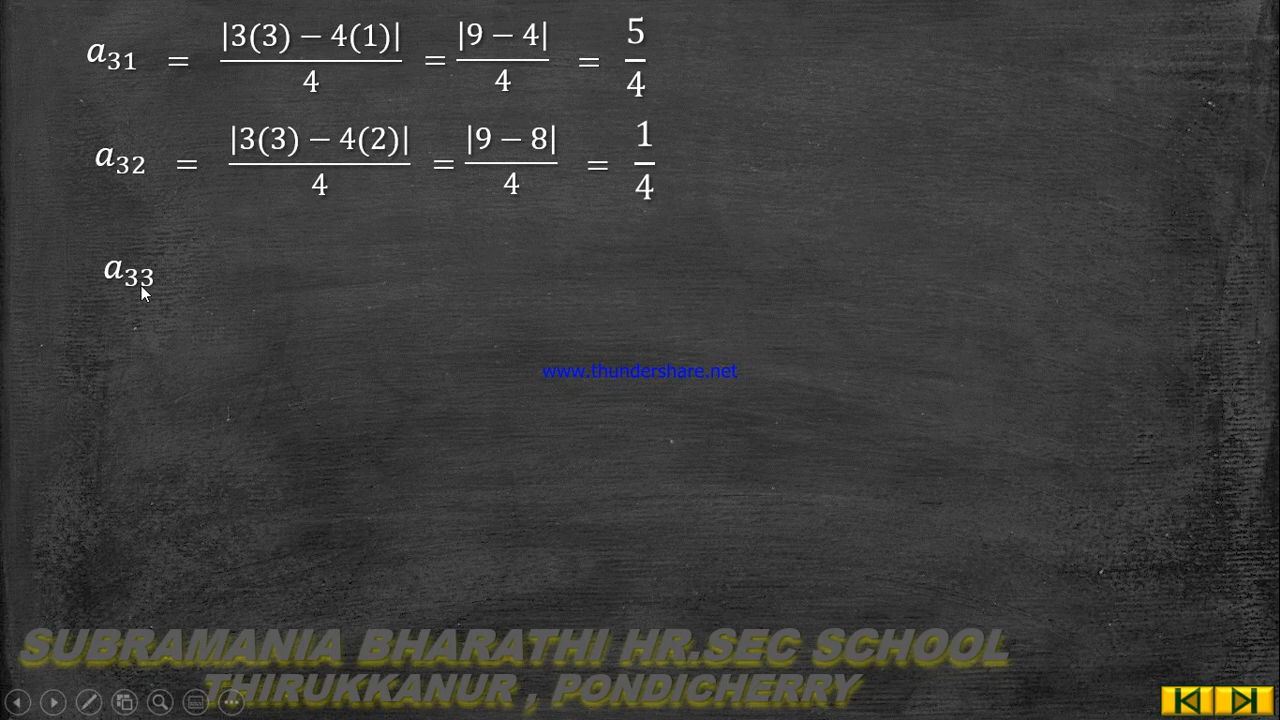 a₃₁ = |3(3) − 4(1)|/4 = |9 − 4|/4 = 5/4
a₃₂ = |3(3) − 4(2)|/4 = |9 − 8|/4 = 1/4
a₃₃
www.thundershare.net
SUBRAMANIA BHARATHI HR.SEC SCHOOL
THIRUKKANUR , PONDICHERRY